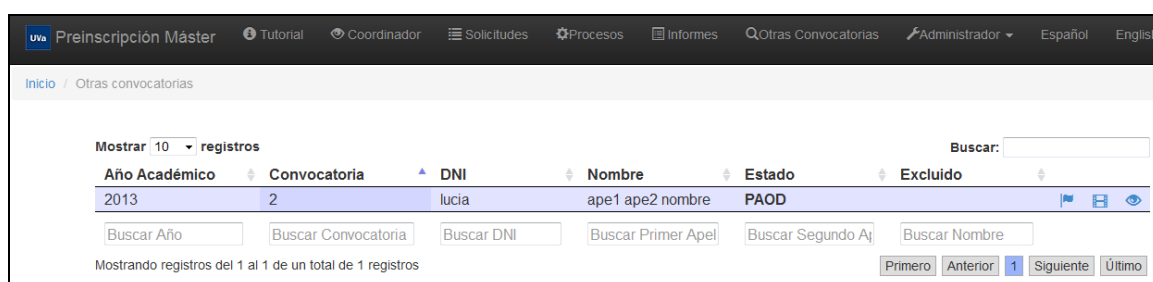 UVa Preinscripción Máster Tutorial Coordinador Solicitudes Procesos Informes Otras Convocatorias Administrador Español Englis
Inicio / Otras convocatorias
Mostrar 10 registros Buscar:
Año Académico Convocatoria DNI Nombre Estado Excluido
2013 2 lucia ape1 ape2 nombre PAOD
Buscar Año Buscar Convocatoria Buscar DNI Buscar Primer Apel Buscar Segundo Ap Buscar Nombre
Mostrando registros del 1 al 1 de un total de 1 registros Primero Anterior 1 Siguiente Último